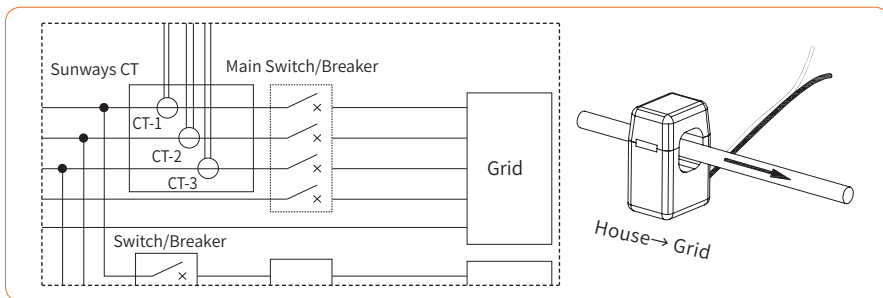 Sunways CT
Main Switch/Breaker
CT-1
CT-2
CT-3
Grid
Switch/Breaker
House→ Grid